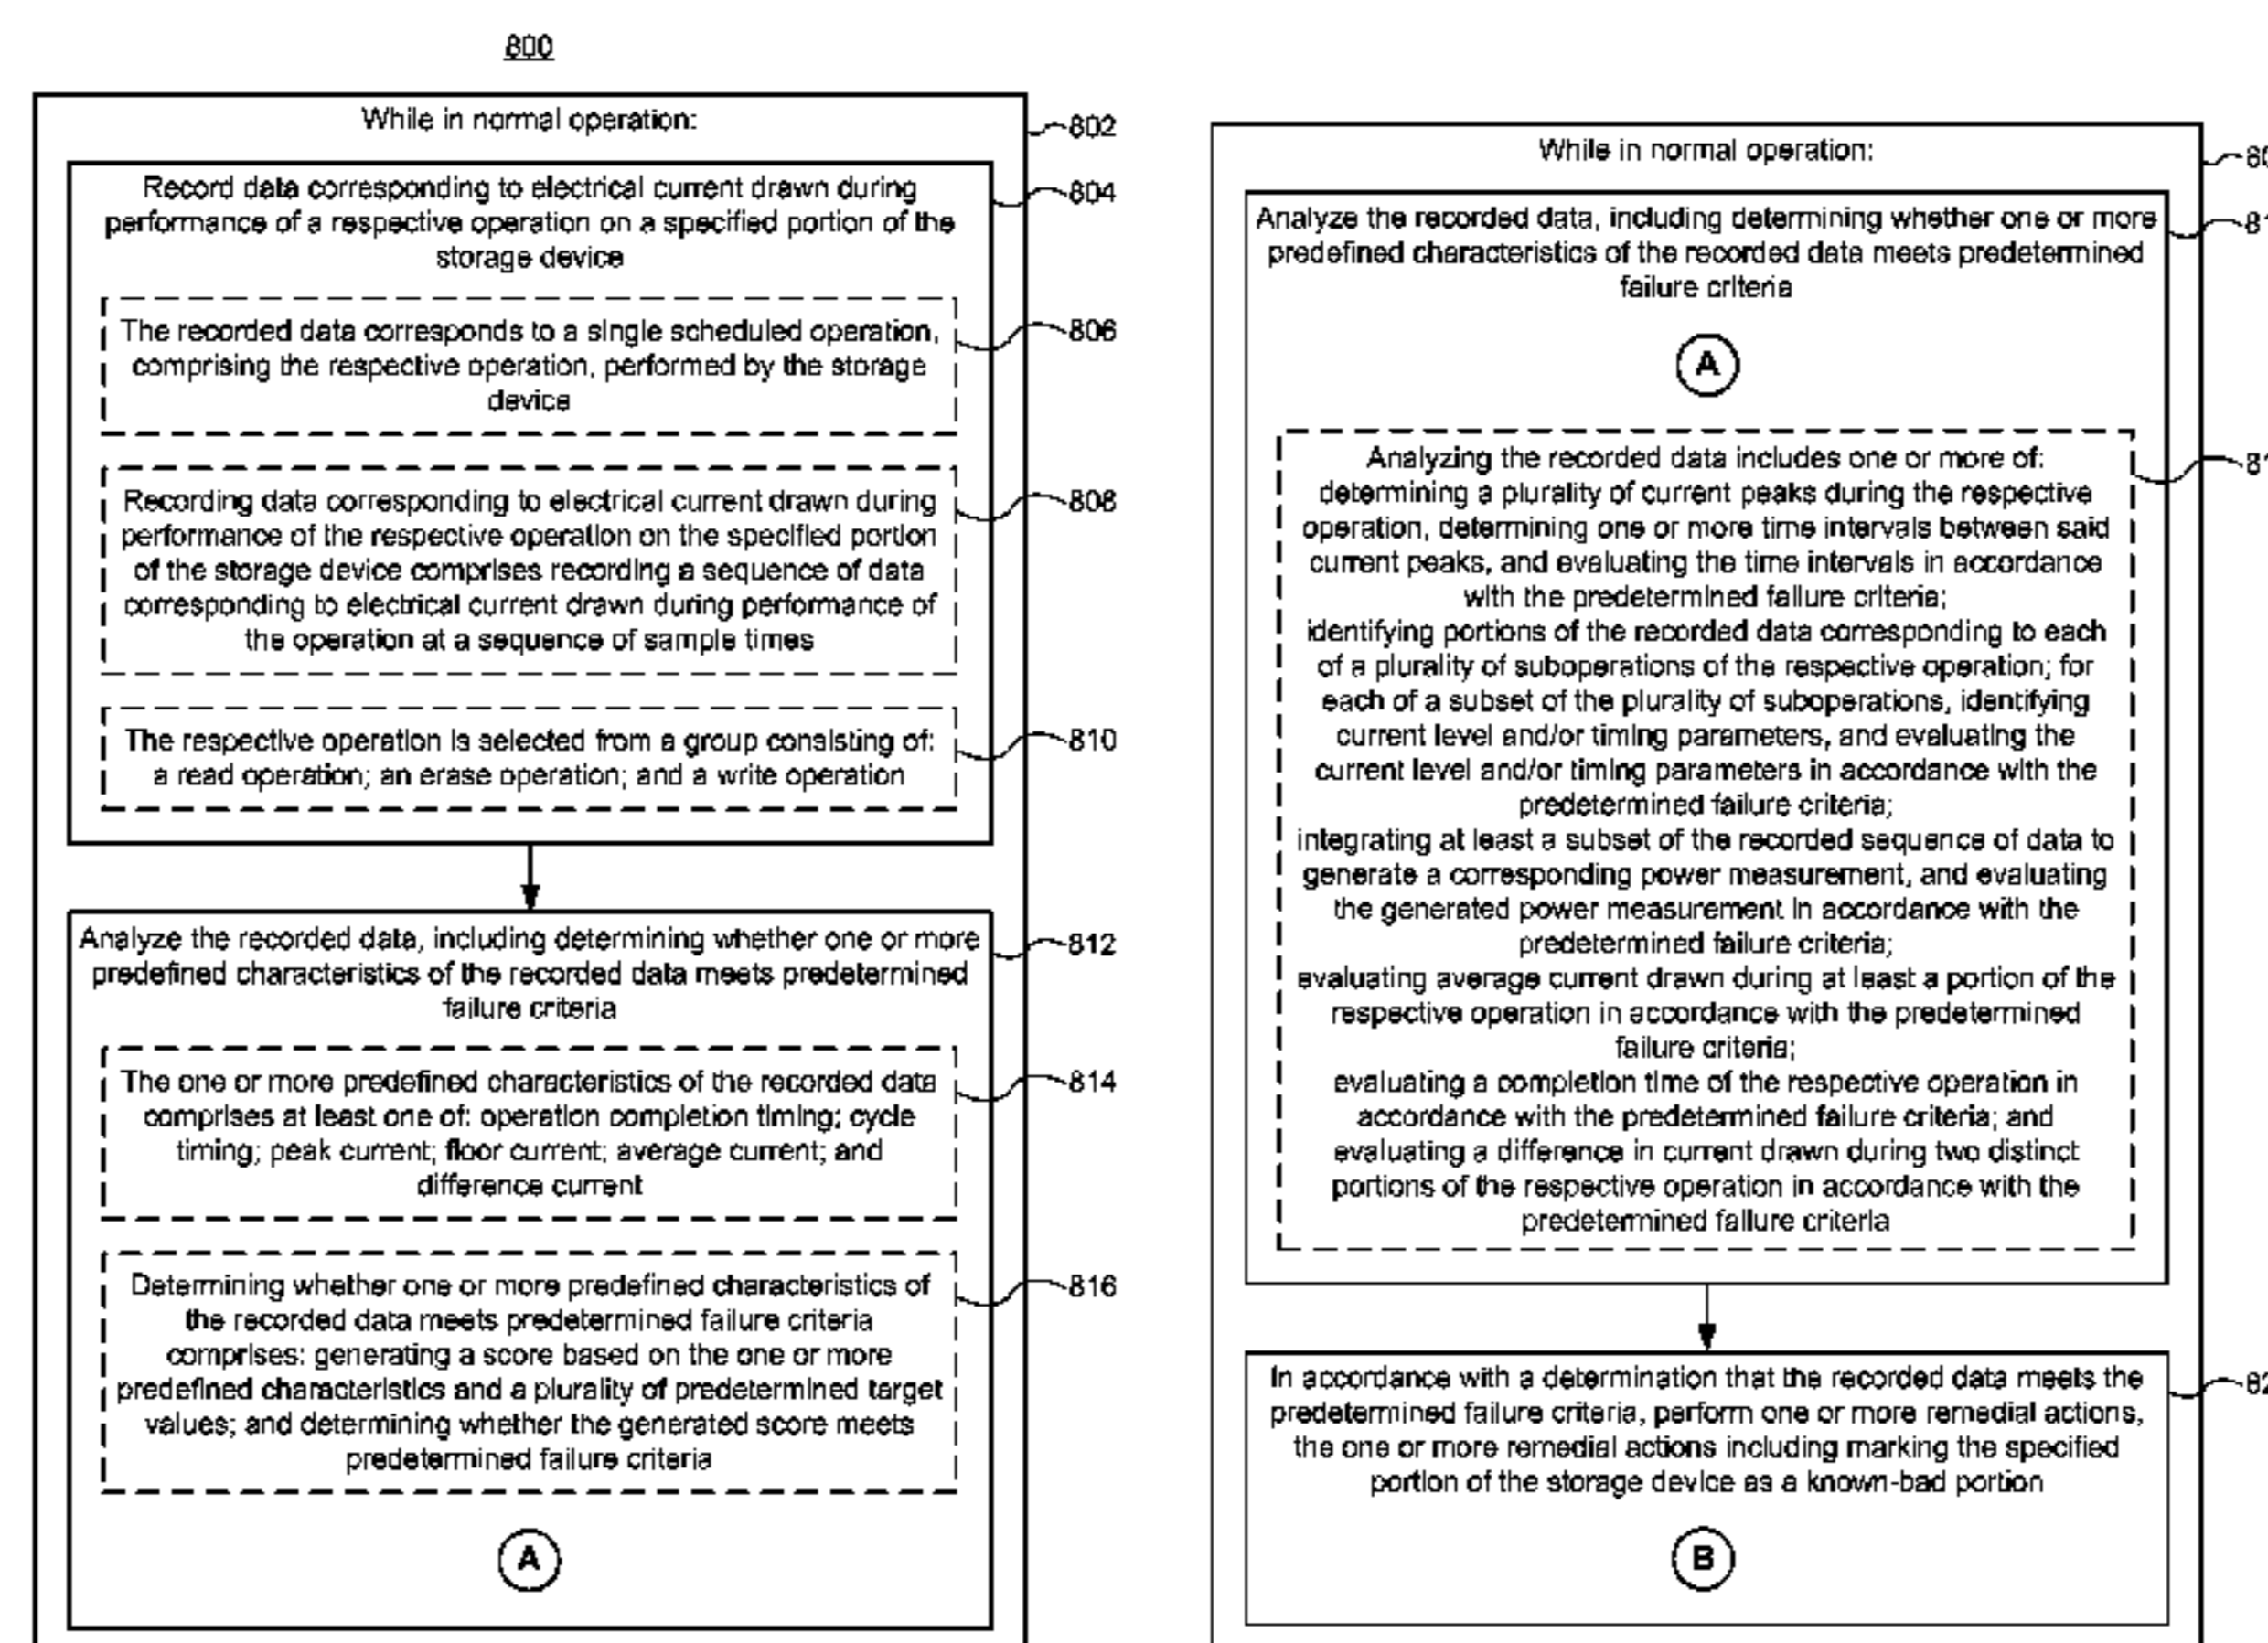 800
While in normal operation:
802
Record data corresponding to electrical current drawn during
performance of a respective operation on a specified portion of the
storage device
804
The recorded data corresponds to a single scheduled operation,
comprising the respective operation, performed by the storage
device
806
Recording data corresponding to electrical current drawn during
performance of the respective operation on the specified portion
of the storage device comprises recording a sequence of data
corresponding to electrical current drawn during performance of
the operation at a sequence of sample times
808
The respective operation is selected from a group consisting of:
a read operation; an erase operation; and a write operation
810
Analyze the recorded data, including determining whether one or more
predefined characteristics of the recorded data meets predetermined
failure criteria
812
The one or more predefined characteristics of the recorded data
comprises at least one of: operation completion timing; cycle
timing; peak current; floor current; average current; and
difference current
814
Determining whether one or more predefined characteristics of
the recorded data meets predetermined failure criteria
comprises: generating a score based on the one or more
predefined characteristics and a plurality of predetermined target
values; and determining whether the generated score meets
predetermined failure criteria
816
A
While in normal operation:
Analyze the recorded data, including determining whether one or more
predefined characteristics of the recorded data meets predetermined
failure criteria
A
Analyzing the recorded data includes one or more of:
determining a plurality of current peaks during the respective
operation, determining one or more time intervals between said
current peaks, and evaluating the time intervals in accordance
with the predetermined failure criteria;
identifying portions of the recorded data corresponding to each
of a plurality of suboperations of the respective operation; for
each of a subset of the plurality of suboperations, identifying
current level and/or timing parameters, and evaluating the
current level and/or timing parameters in accordance with the
predetermined failure criteria;
integrating at least a subset of the recorded sequence of data to
generate a corresponding power measurement, and evaluating
the generated power measurement in accordance with the
predetermined failure criteria;
evaluating average current drawn during at least a portion of the
respective operation in accordance with the predetermined
failure criteria;
evaluating a completion time of the respective operation in
accordance with the predetermined failure criteria; and
evaluating a difference in current drawn during two distinct
portions of the respective operation in accordance with the
predetermined failure criteria
In accordance with a determination that the recorded data meets the
predetermined failure criteria, perform one or more remedial actions,
the one or more remedial actions including marking the specified
portion of the storage device as a known-bad portion
B